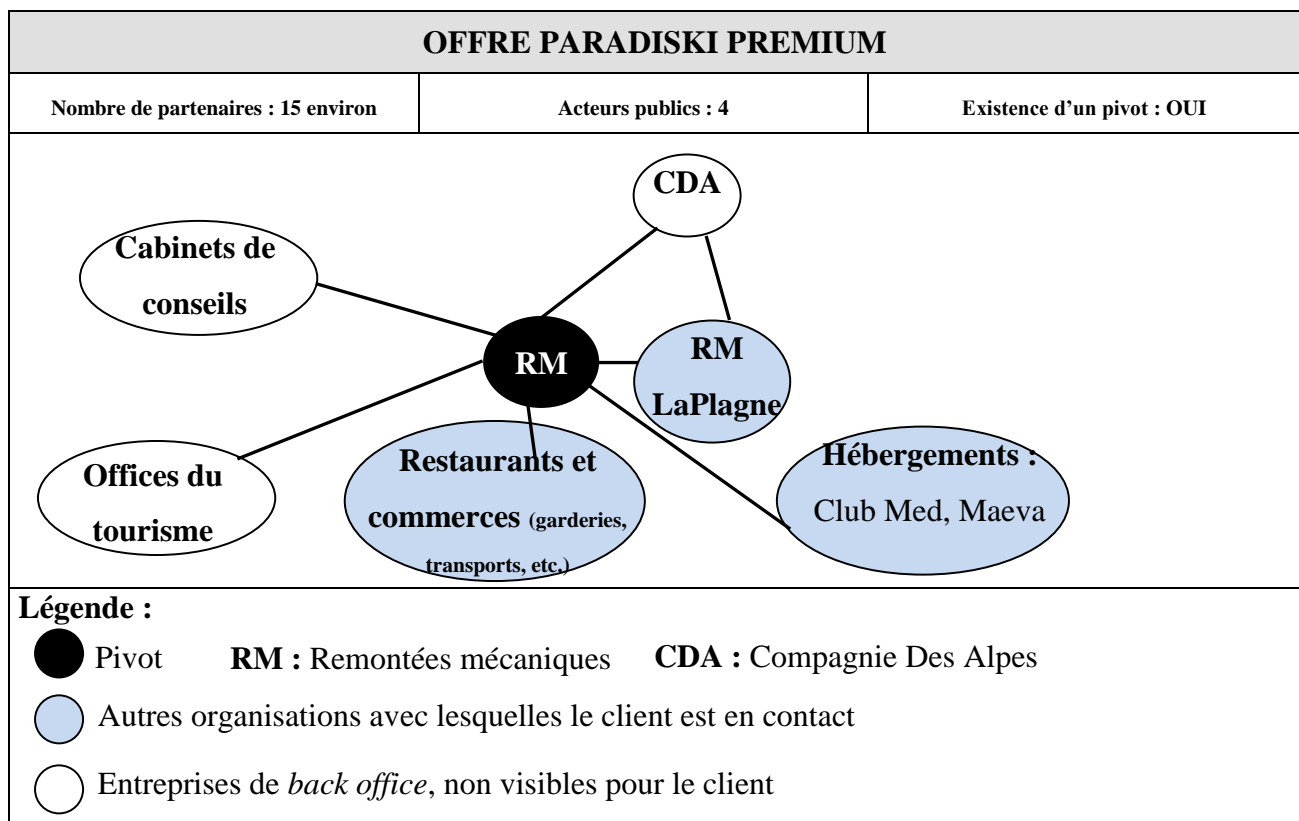 OFFRE PARADISKI PREMIUM
Nombre de partenaires : 15 environ
Acteurs publics : 4
Existence d’un pivot : OUI
CDA
Cabinets de
conseils
RM
RM
LaPlagne
Offices du
tourisme
Restaurants et
commerces (garderies,
transports, etc.)
Hébergements :
Club Med, Maeva
Légende :
Pivot RM : Remontées mécaniques CDA : Compagnie Des Alpes
Autres organisations avec lesquelles le client est en contact
Entreprises de back office, non visibles pour le client